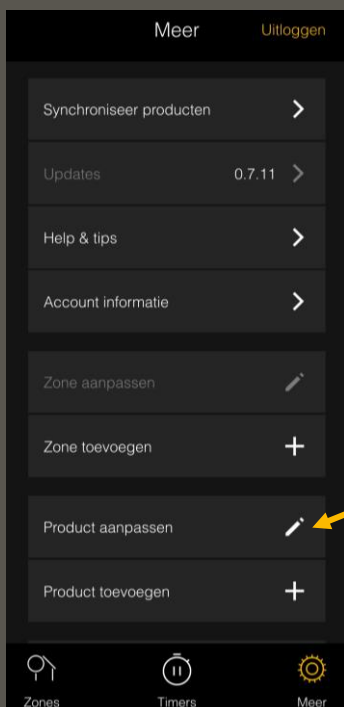 Meer Uitloggen
Synchroniseer producten
Updates 0.7.11
Help & tips
Account informatie
Zone aanpassen
Zone toevoegen
Product aanpassen
Product toevoegen
Zones Timers Meer